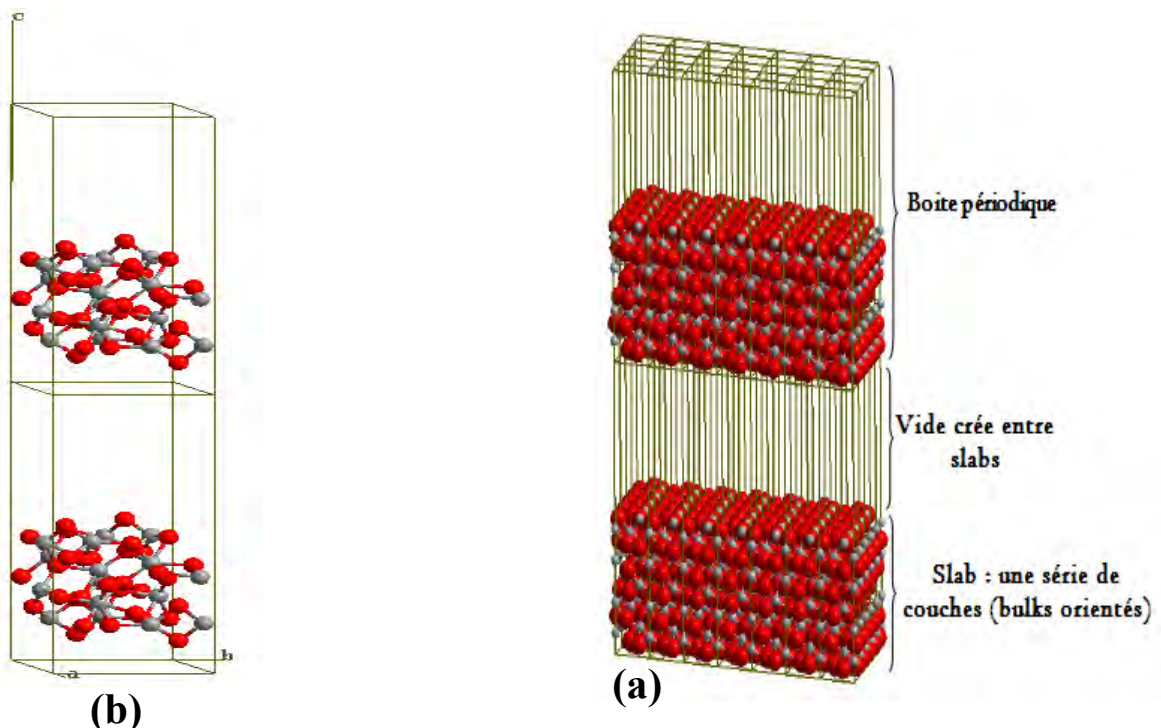 c
b
a
(b)
Boite périodique
Vide crée entre
slabs
Slab : une série de
couches (bulks orientés)
(a)